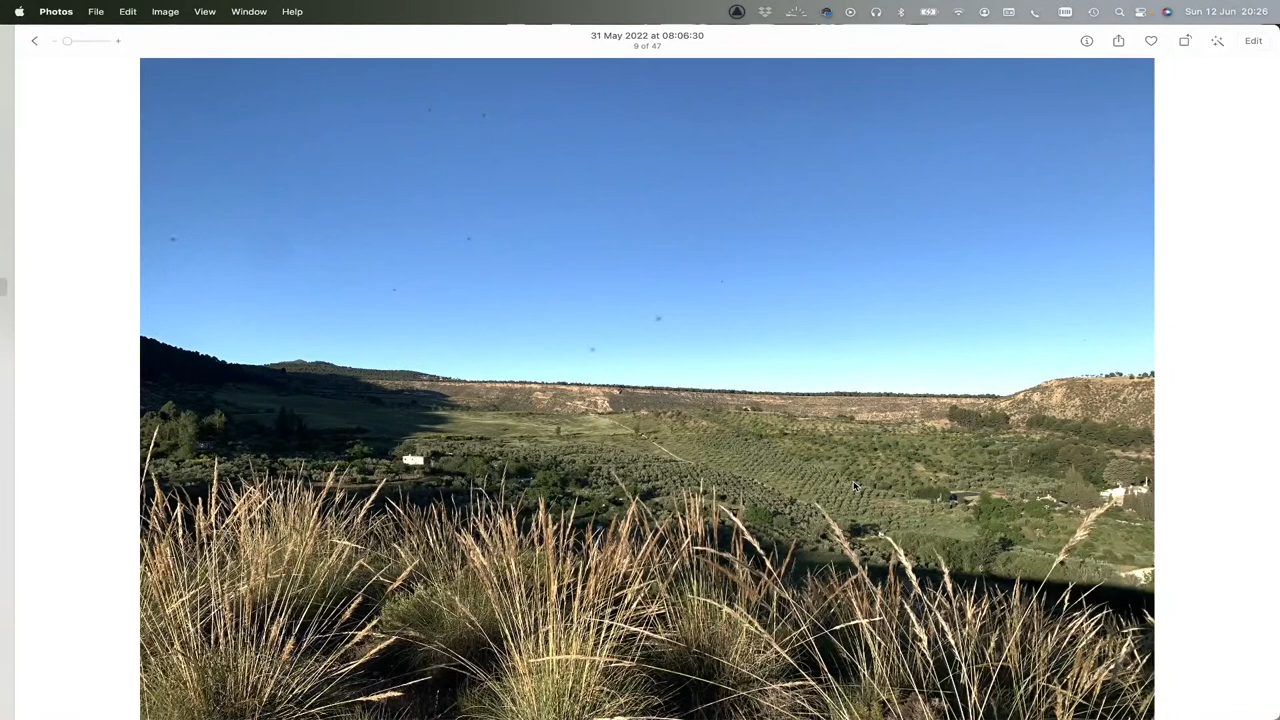 Photos File Edit Image View Window Help Sun 12 Jun 20:26
31 May 2022 at 08:06:30
9 of 47
Edit